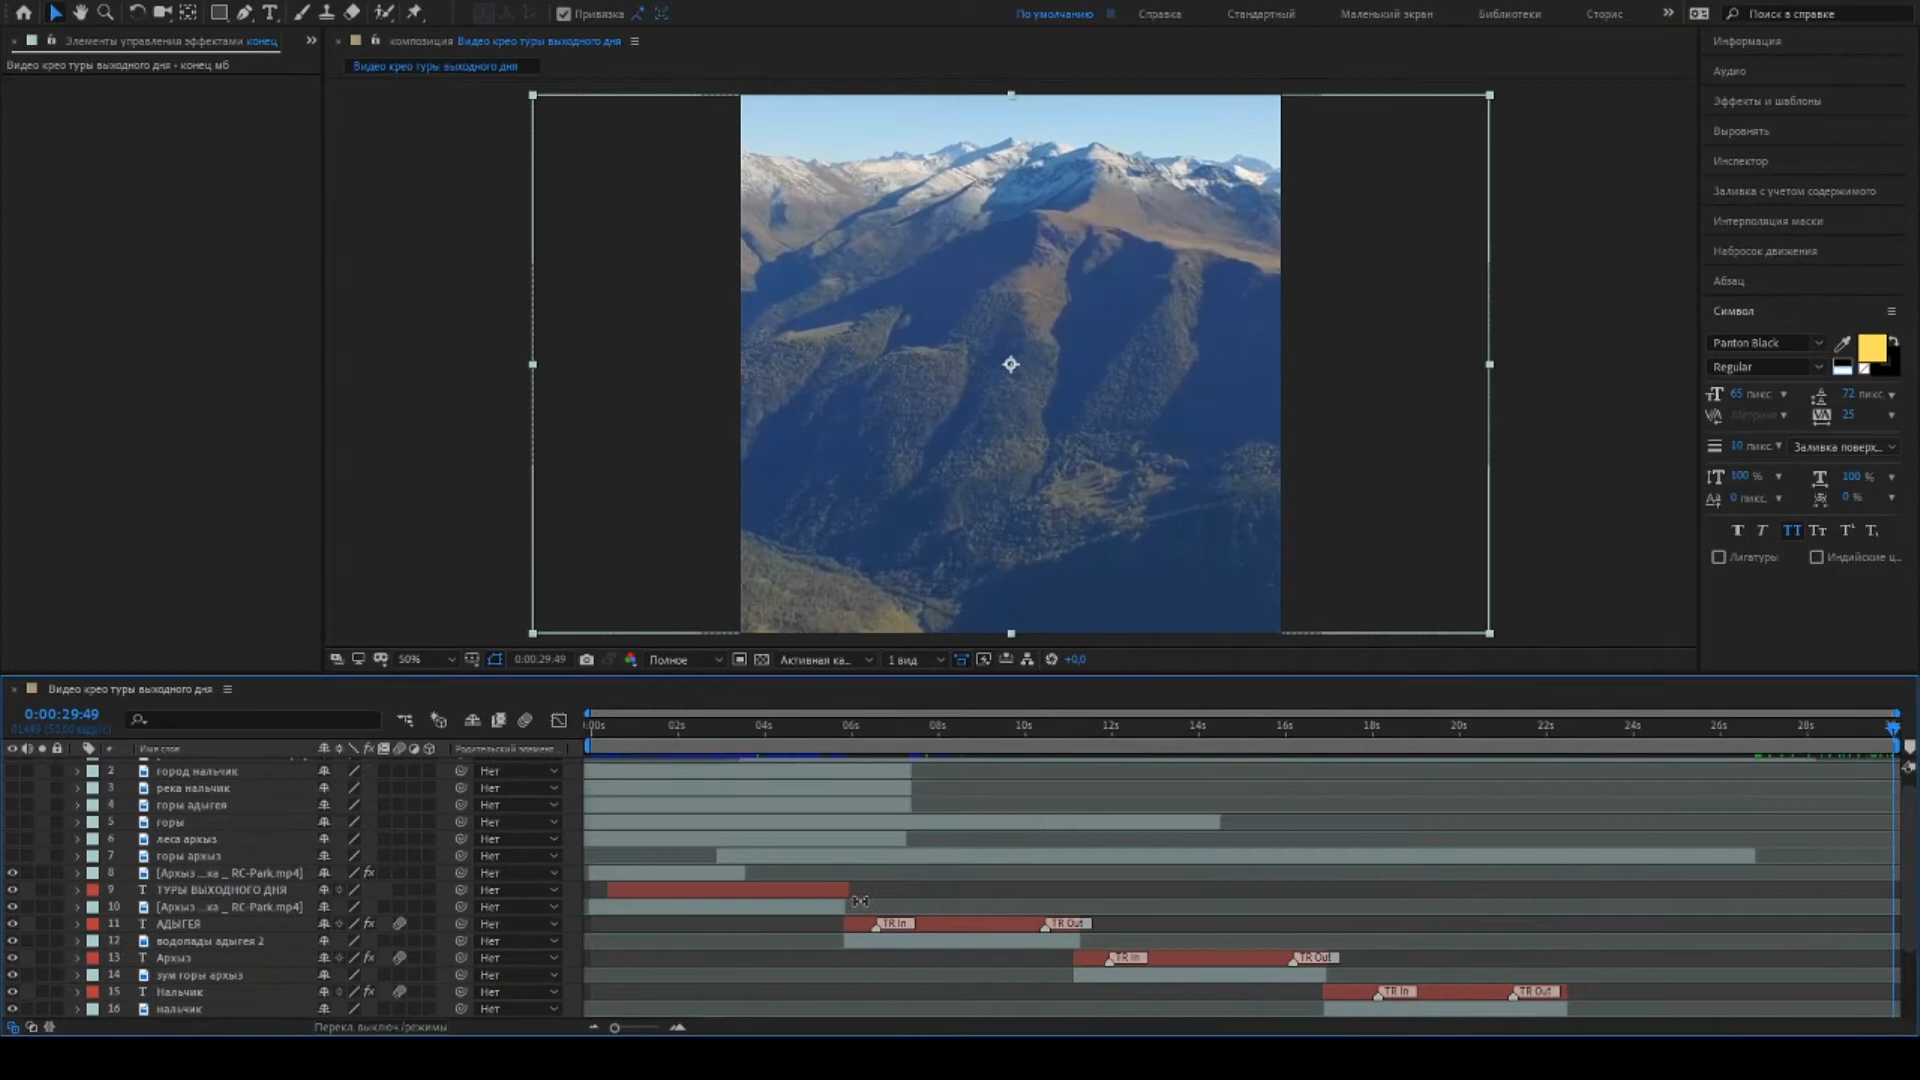 Привязка
По умолчанию
Справка
Стандартный
Маленький экран
Библиотеки
Сторис
Поиск в справке
Элементы управления эффектами конец
Видео крео туры выходного дня • конец мб
композиция Видео крео туры выходного дня
Видео крео туры выходного дня
Информация
Аудио
Эффекты и шаблоны
Выровнять
Инспектор
Заливка с учетом содержимого
Интерполяция маски
Набросок движения
Абзац
Символ
Panton Black
Regular
65 пикс.
72 пикс.
Метриче
25
10 пикс.
Заливка поверх...
100 %
100 %
0 пикс.
0 %
Лигатуры
Индийские ц...
50%
0:00:29:49
Полное
Активная ка...
1 вид
+0,0
Видео крео туры выходного дня
0:00:29:49
01499 (50.00 кадр/с)
:00s 02s 04s 06s 08s 10s 12s 14s 16s 18s 20s 22s 24s 26s 28s
# Имя слоя
Родительский элемент...
2 город нальчик Нет
3 река нальчик Нет
4 горы адыгея Нет
5 горы Нет
6 леса архыз Нет
7 горы архыз Нет
8 [Архыз ...ка _ RC-Park.mp4] Нет
9 T ТУРЫ ВЫХОДНОГО ДНЯ Нет
10 [Архыз ...ка _ RC-Park.mp4] Нет
11 T АДЫГЕЯ Нет TR In TR Out
12 водопады адыгея 2 Нет
13 T Архыз Нет TR In TR Out
14 зум горы архыз Нет
15 T Нальчик Нет TR In TR Out
16 нальчик Нет
Перекл. выключ./режимы